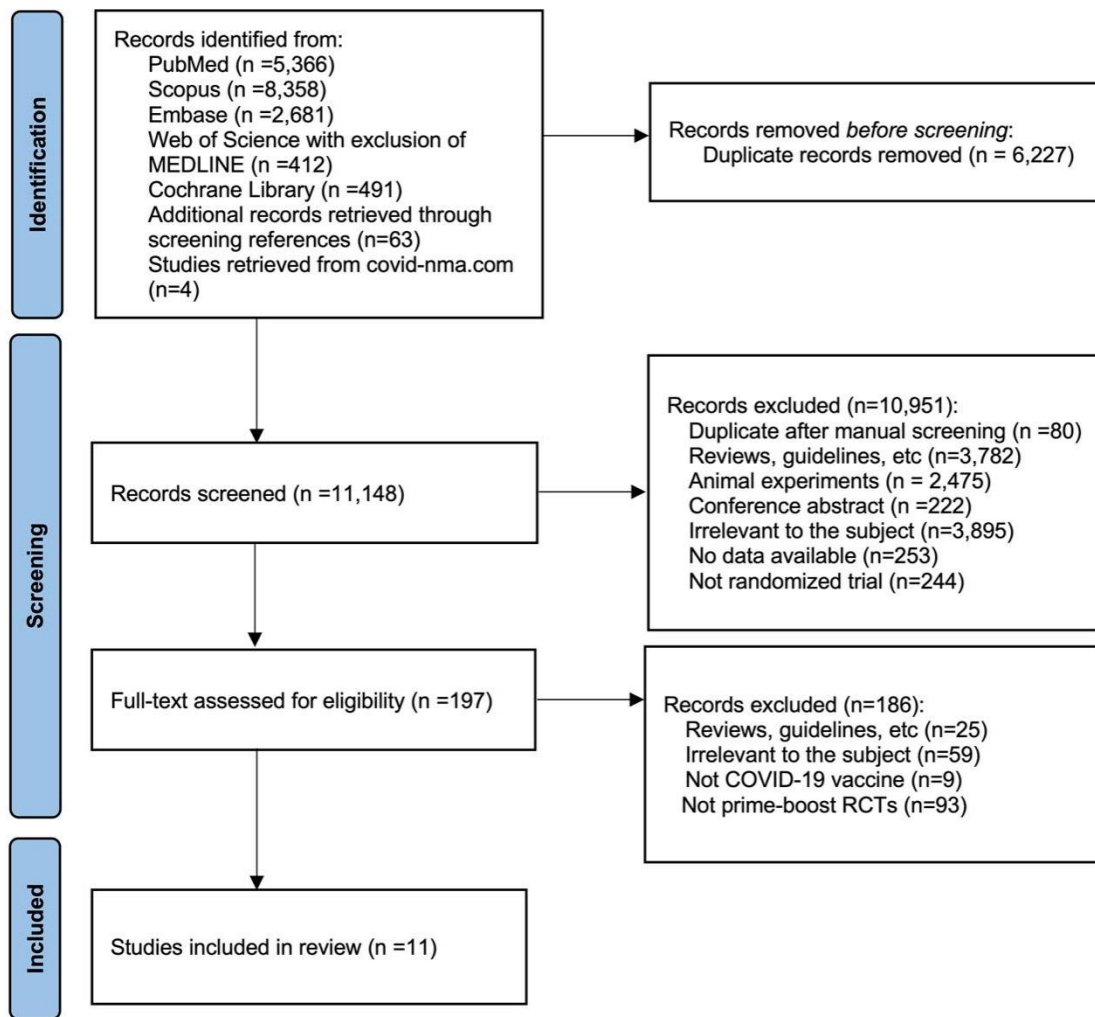 Identification
Records identified from:
PubMed (n =5,366)
Scopus (n =8,358)
Embase (n =2,681)
Web of Science with exclusion of
MEDLINE (n =412)
Cochrane Library (n =491)
Additional records retrieved through
screening references (n=63)
Studies retrieved from covid-nma.com
(n=4)
Records removed before screening:
Duplicate records removed (n = 6,227)
Screening
Records screened (n =11,148)
Records excluded (n=10,951):
Duplicate after manual screening (n =80)
Reviews, guidelines, etc (n=3,782)
Animal experiments (n = 2,475)
Conference abstract (n =222)
Irrelevant to the subject (n=3,895)
No data available (n=253)
Not randomized trial (n=244)
Full-text assessed for eligibility (n =197)
Records excluded (n=186):
Reviews, guidelines, etc (n=25)
Irrelevant to the subject (n=59)
Not COVID-19 vaccine (n=9)
Not prime-boost RCTs (n=93)
Included
Studies included in review (n =11)